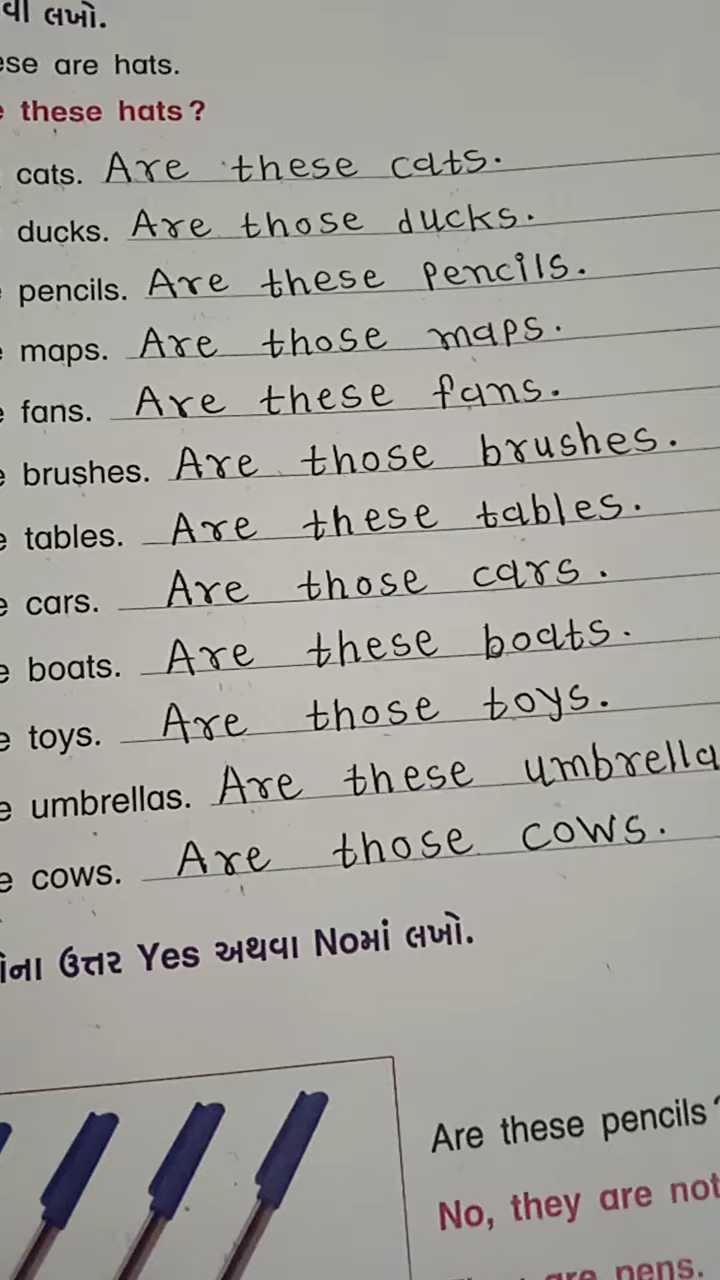 લખો.
are hats.
these hats?
cats. Are these cats.
ducks. Are those ducks.
pencils. Are these pencils.
maps. Are those maps.
fans. Are these fans.
brushes. Are those brushes.
tables. Are these tables.
cars. Are those cars.
boats. Are these boats.
toys. Are those toys.
umbrellas. Are these umbrella
cows. Are those cows.
ઉત્તર Yes અથવા Noમાં લખો.
Are these pencils?
No, they are not
are pens.